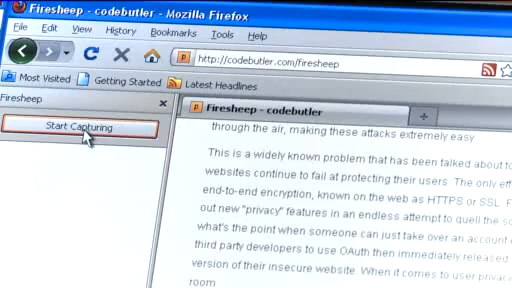 Firesheep - codebutler - Mozilla Firefox
File Edit View History Bookmarks Tools Help
http://codebutler.com/firesheep
Most Visited Getting Started Latest Headlines
Firesheep
Firesheep - codebutler
Start Capturing
through the air, making these attacks extremely easy
This is a widely known problem that has been talked about to
websites continue to fail at protecting their users. The only eff
end-to-end encryption, known on the web as HTTPS or SSL. F
out new "privacy" features in an endless attempt to quell the sc
what's the point when someone can just take over an account
third party developers to use OAuth then immediately released
version of their insecure website. When it comes to user privac
room